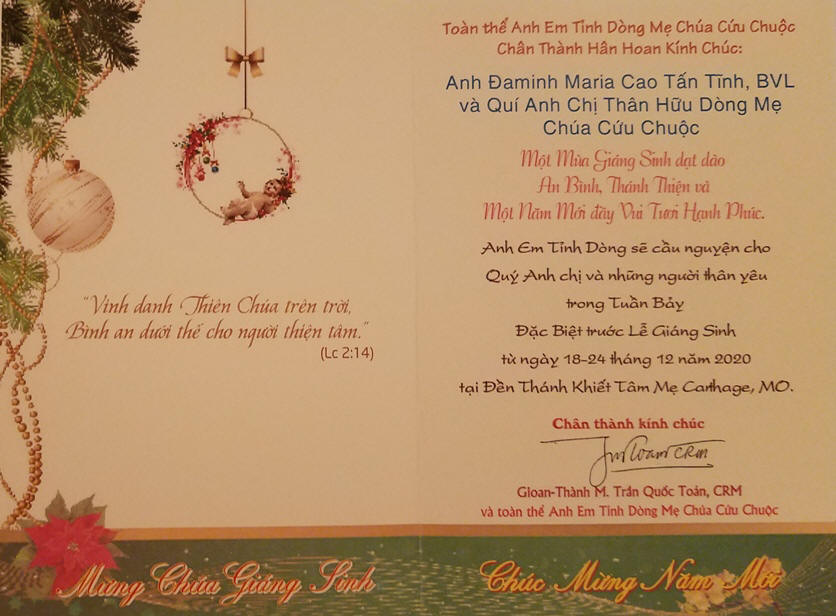 "Vinh danh Thiên Chúa trên trời,
Bình an dưới thế cho người thiện tâm."
(Lc 2:14)
Mừng Chúa Giáng Sinh
Toàn thể Anh Em Tỉnh Dòng Mẹ Chúa Cứu Chuộc
Chân Thành Hân Hoan Kính Chúc:
Anh Đaminh Maria Cao Tấn Tĩnh, BVL
và Quí Anh Chị Thân Hữu Dòng Mẹ
Chúa Cứu Chuộc
Một Mùa Giáng Sinh dạt dào
An Bình, Thánh Thiện và
Một Năm Mới đầy Vui Tươi Hạnh Phúc.
Anh Em Tỉnh Dòng sẽ cầu nguyện cho
Quý Anh chị và những người thân yêu
trong Tuần Bảy
Đặc Biệt trước Lễ Giáng Sinh
từ ngày 18-24 tháng 12 năm 2020
tại Đền Thánh Khiết Tâm Mẹ Carthage, MO.
Chân thành kính chúc
CRM
Gioan-Thành M. Trần Quốc Toản, CRM
và toàn thể Anh Em Tỉnh Dòng Mẹ Chúa Cứu Chuộc
Chúc Mừng Năm Mới